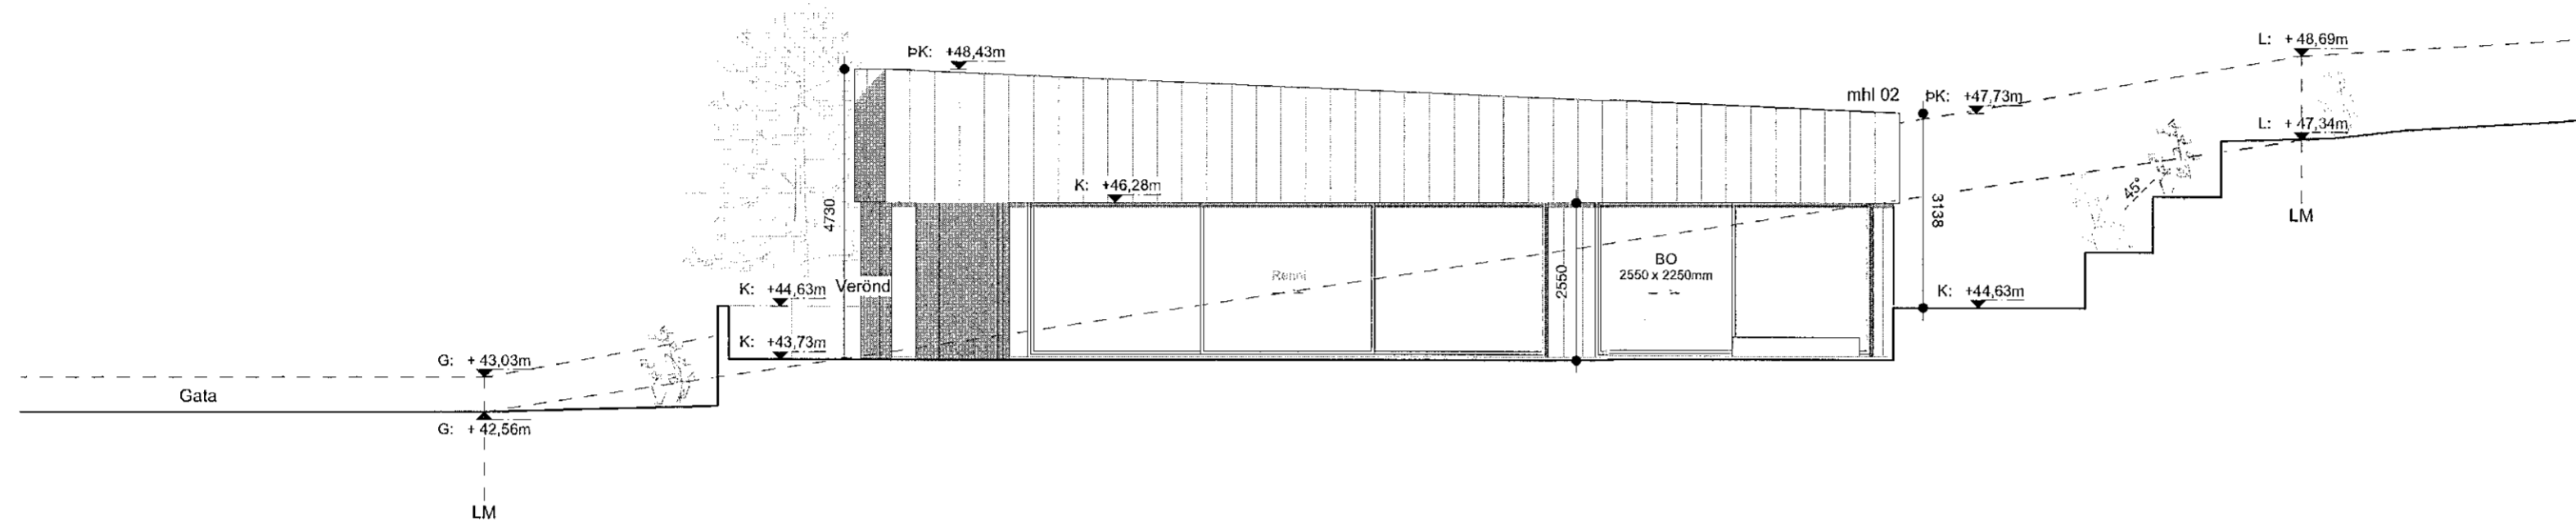 ÞK: +48,43m
L: + 48,69m
mhl 02
ÞK: +47,73m
L: + 47,34m
K: +46,28m
45°
4730
3138
LM
Renni
BO
2550 x 2250mm
2550
K: +44,63m
Verönd
K: +44,63m
K: +43,73m
G: + 43,03m
Gata
G: + 42,56m
LM